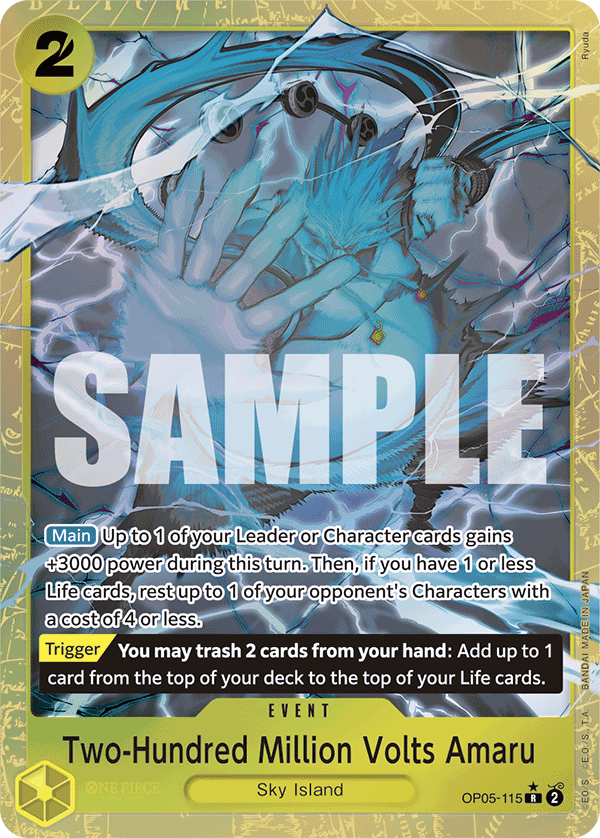 2
Ryuda
SAMPLE
Main Up to 1 of your Leader or Character cards gains
+3000 power during this turn. Then, if you have 1 or less
Life cards, rest up to 1 of your opponent's Characters with
a cost of 4 or less.
Trigger You may trash 2 cards from your hand: Add up to 1
card from the top of your deck to the top of your Life cards.
EVENT
Two-Hundred Million Volts Amaru
ONE PIECE
Sky Island
OP05-115 R 2
BANDAI MADE IN JAPAN